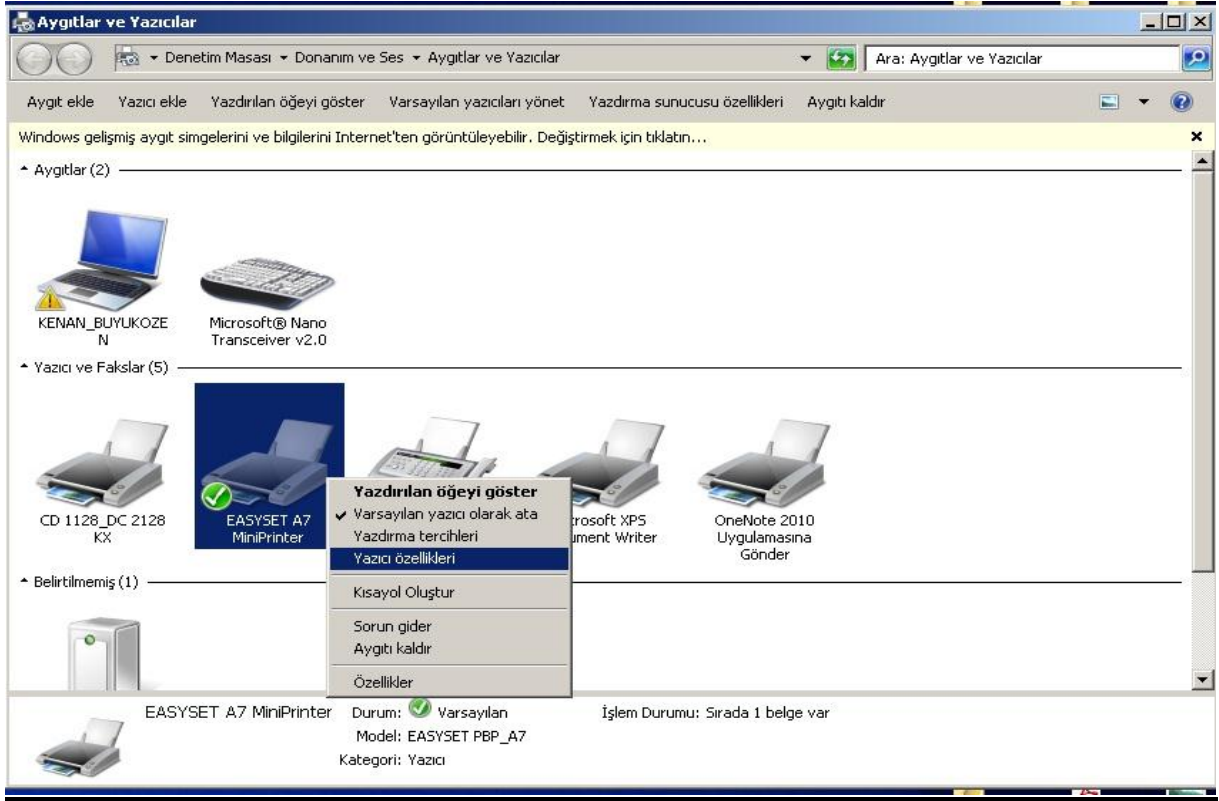 Aygıtlar ve Yazıcılar
Denetim Masası Donanım ve Ses Aygıtlar ve Yazıcılar
Ara: Aygıtlar ve Yazıcılar
Aygıt ekle Yazıcı ekle Yazdırılan öğeyi göster Varsayılan yazıcıları yönet Yazdırma sunucusu özellikleri Aygıtı kaldır
Windows gelişmiş aygıt simgelerini ve bilgilerini Internet'ten görüntüleyebilir. Değiştirmek için tıklatın...
Aygıtlar (2)
KENAN_BUYUKOZE
N
Microsoft® Nano
Transceiver v2.0
Yazıcı ve Fakslar (5)
CD 1128_DC 2128
KX
EASYSET A7
MiniPrinter
rosoft XPS
ument Writer
OneNote 2010
Uygulamasına
Gönder
Yazdırılan öğeyi göster
Varsayılan yazıcı olarak ata
Yazdırma tercihleri
Yazıcı özellikleri
Kısayol Oluştur
Sorun gider
Aygıtı kaldır
Özellikler
Belirtilmemiş (1)
EASYSET A7 MiniPrinter
Durum: Varsayılan
İşlem Durumu: Sırada 1 belge var
Model: EASYSET PBP_A7
Kategori: Yazıcı